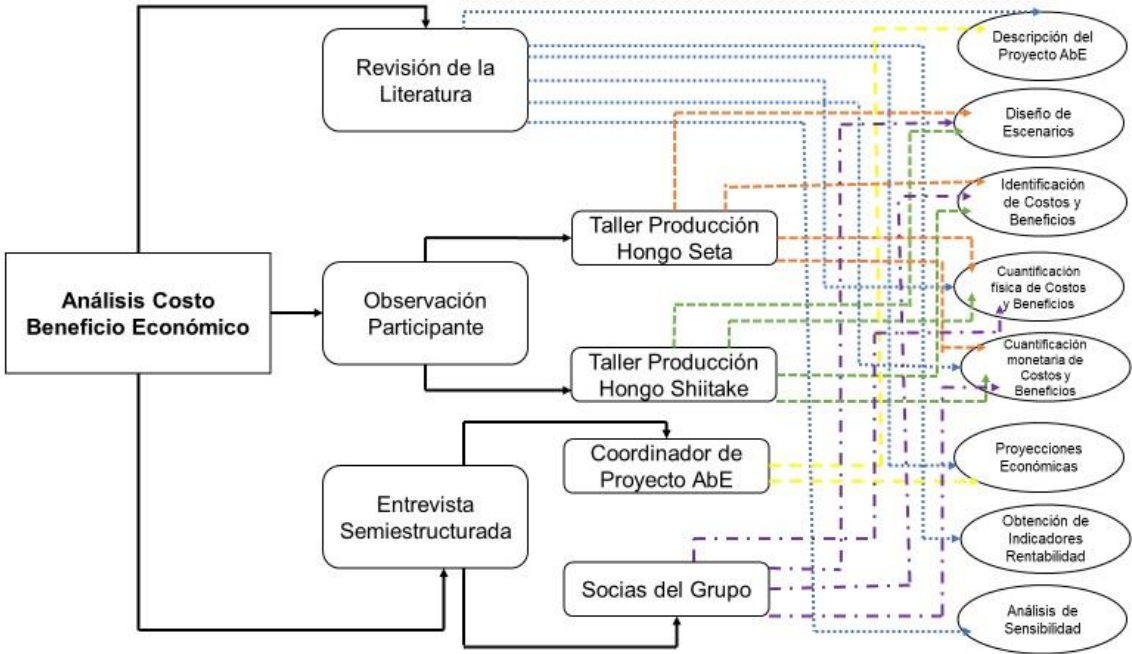 Análisis Costo
Beneficio Económico
Revisión de la
Literatura
Observación
Participante
Entrevista
Semiestructurada
Taller Producción
Hongo Seta
Taller Producción
Hongo Shiitake
Coordinador de
Proyecto AbE
Socias del Grupo
Descripción del
Proyecto AbE
Diseño de
Escenarios
Identificación
de Costos y
Beneficios
Cuantificación
física de Costos
y Beneficios
Cuantificación
monetaria de
Costos y
Beneficios
Proyecciones
Económicas
Obtención de
Indicadores
Rentabilidad
Análisis de
Sensibilidad